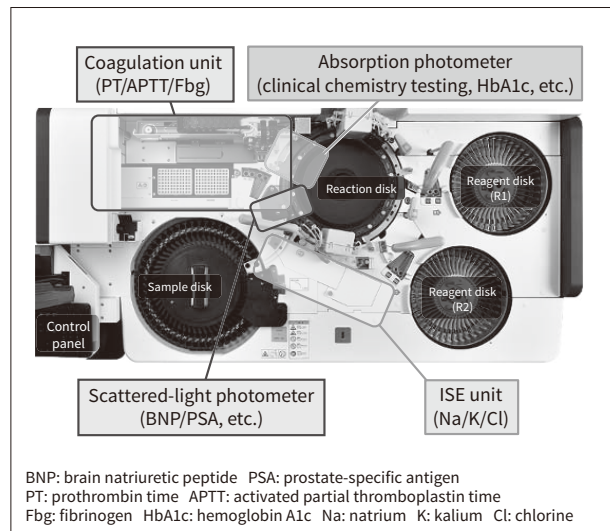 Coagulation unit
(PT/APTT/Fbg)
Absorption photometer
(clinical chemistry testing, HbA1c, etc.)
Reaction disk
Reagent disk
(R1)
Sample disk
Reagent disk
(R2)
Control
panel
Scattered-light photometer
(BNP/PSA, etc.)
ISE unit
(Na/K/Cl)
BNP: brain natriuretic peptide PSA: prostate-specific antigen
PT: prothrombin time APTT: activated partial thromboplastin time
Fbg: fibrinogen HbA1c: hemoglobin A1c Na: natrium K: kalium Cl: chlorine